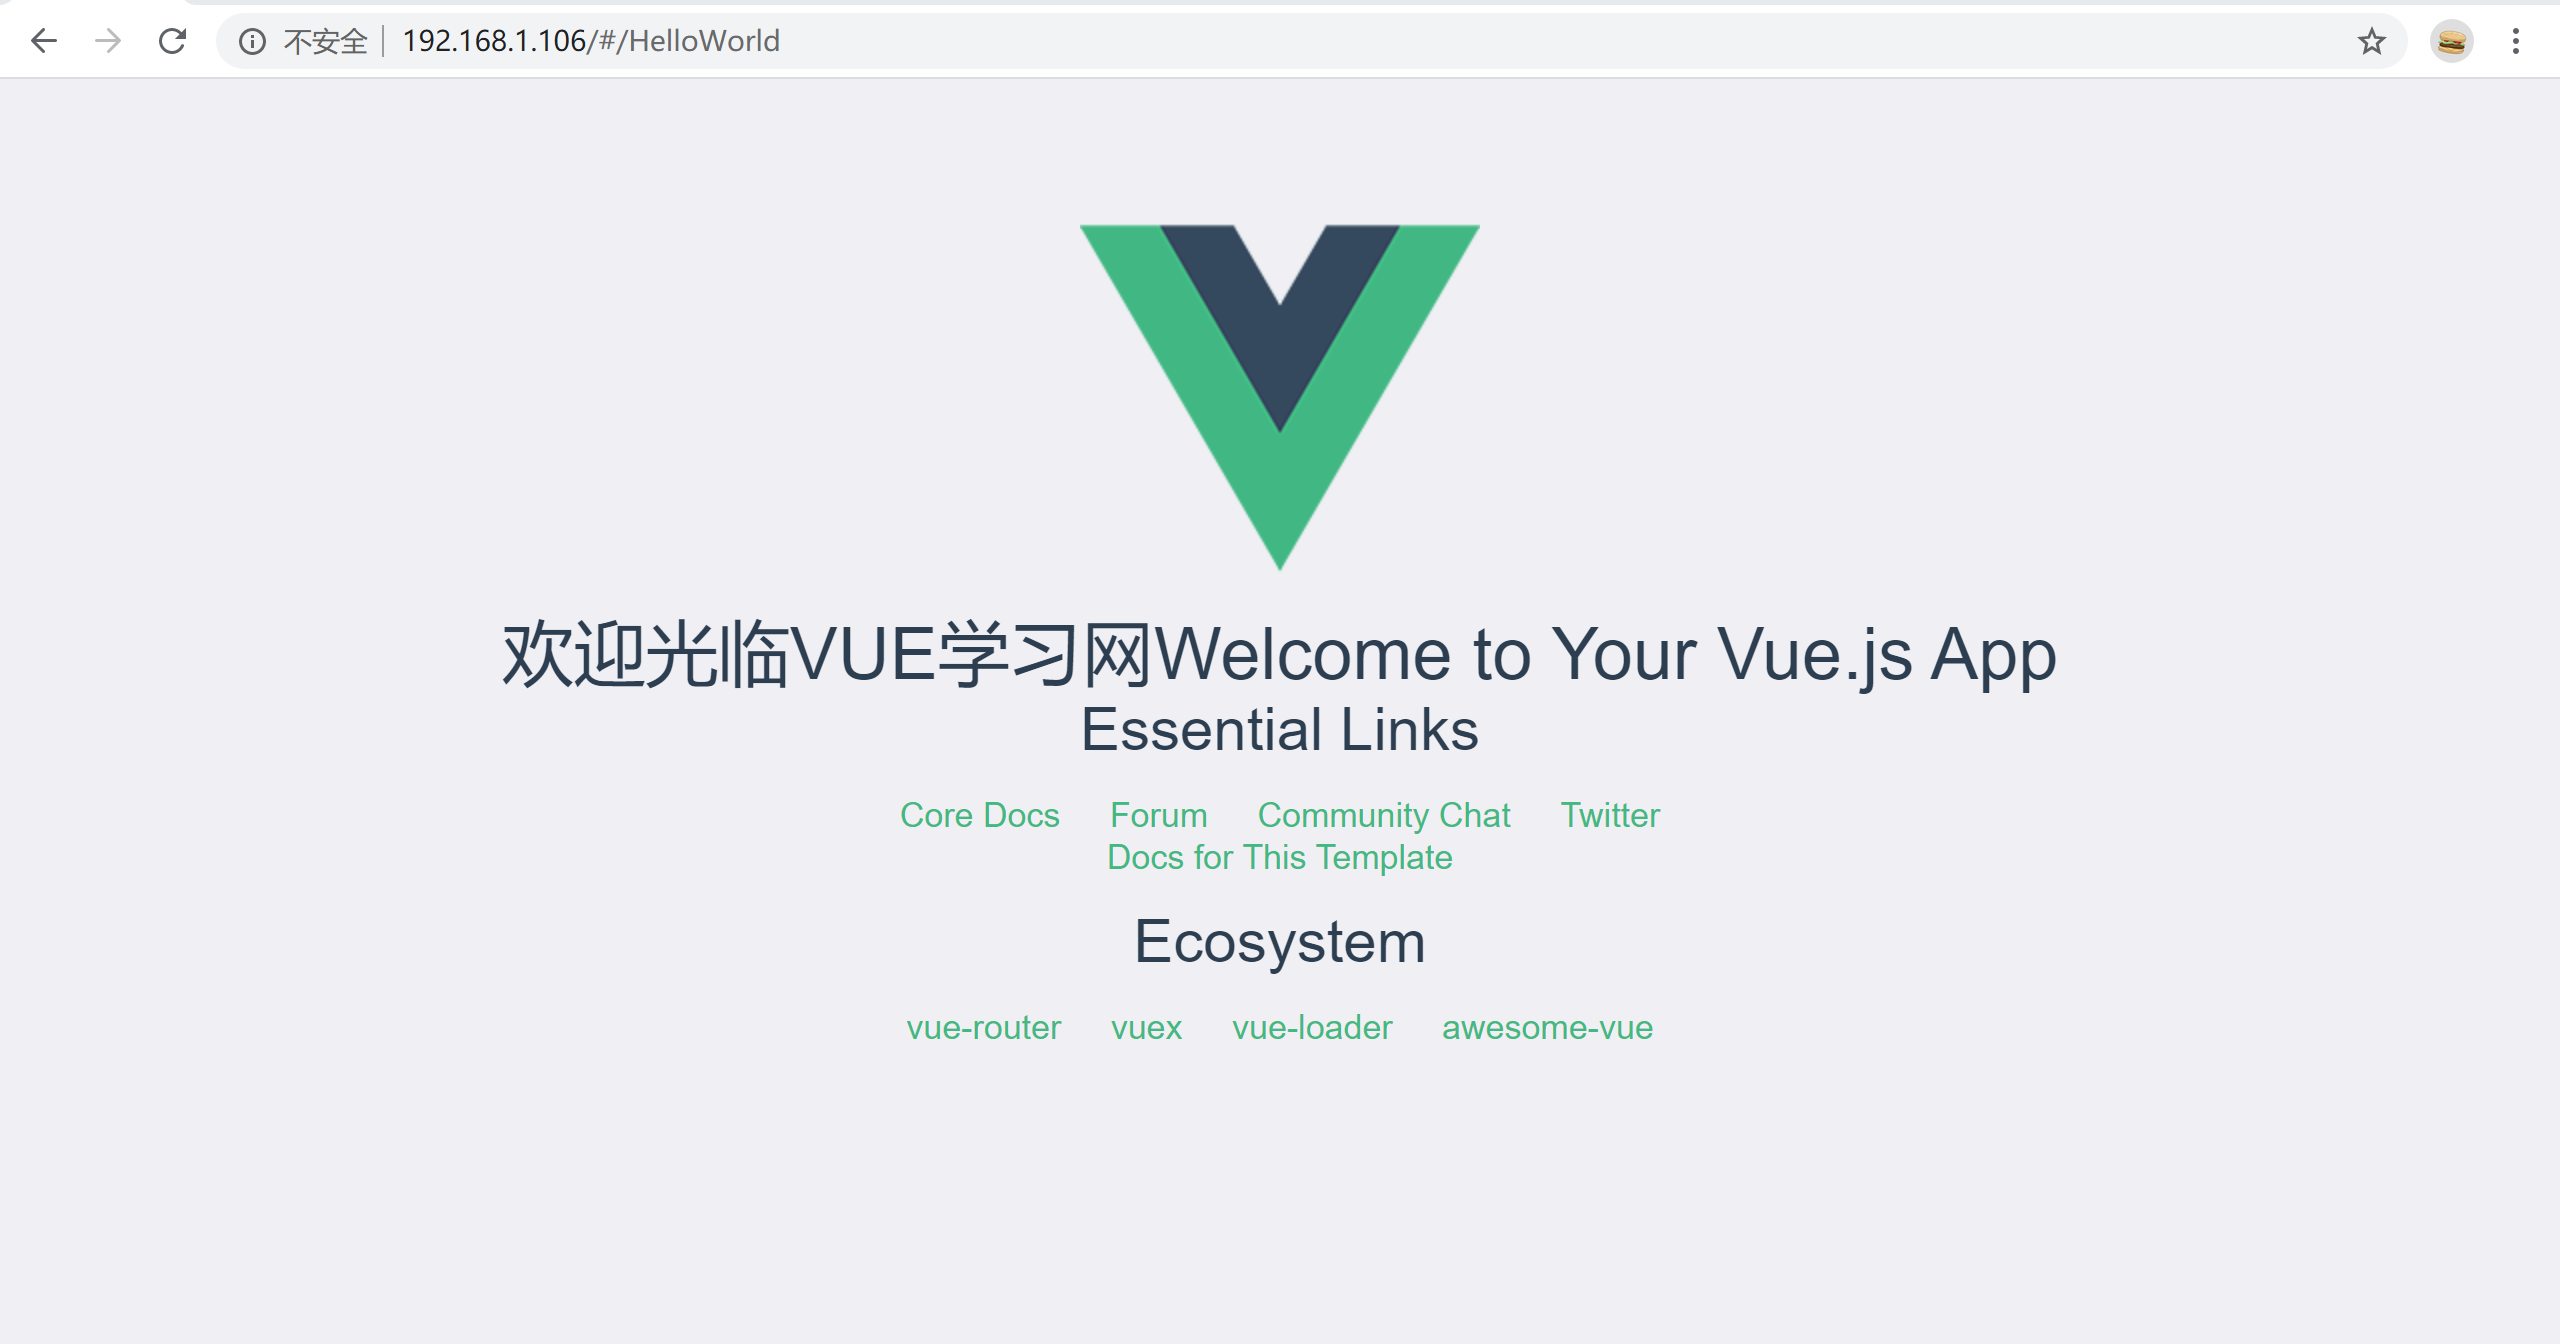 不安全 192.168.1.106/#/HelloWorld
欢迎光临VUE学习网Welcome to Your Vue.js App
Essential Links
Core Docs Forum Community Chat Twitter
Docs for This Template
Ecosystem
vue-router vuex vue-loader awesome-vue